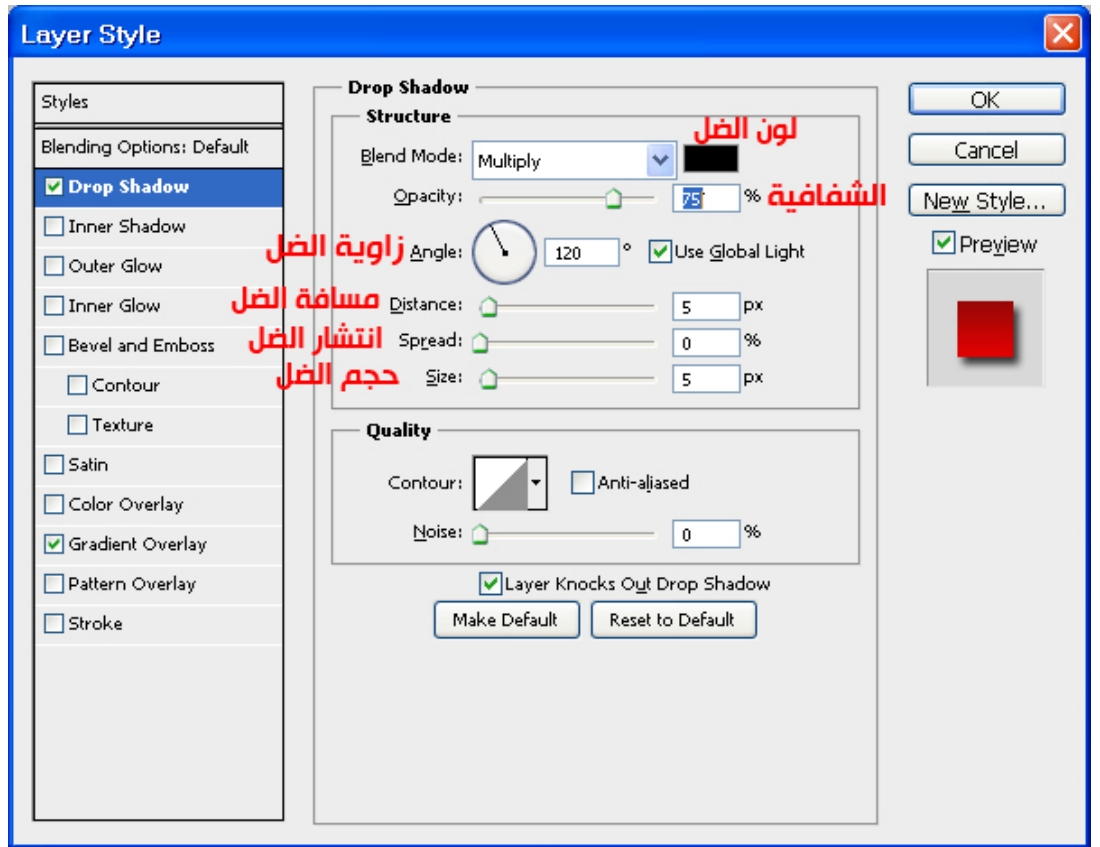 Layer Style
Styles
Blending Options: Default
Drop Shadow
Inner Shadow
Outer Glow
Inner Glow
Bevel and Emboss
Contour
Texture
Satin
Color Overlay
Gradient Overlay
Pattern Overlay
Stroke
Drop Shadow
Structure
لون الضل
Blend Mode: Multiply
Opacity: 75 % الشفافية
زاوية الضل Angle: 120 ° Use Global Light
مسافة الضل Distance: 5 px
انتشار الضل Spread: 0 %
حجم الضل Size: 5 px
Quality
Contour: Anti-aliased
Noise: 0 %
Layer Knocks Out Drop Shadow
Make Default Reset to Default
OK
Cancel
New Style...
Preview